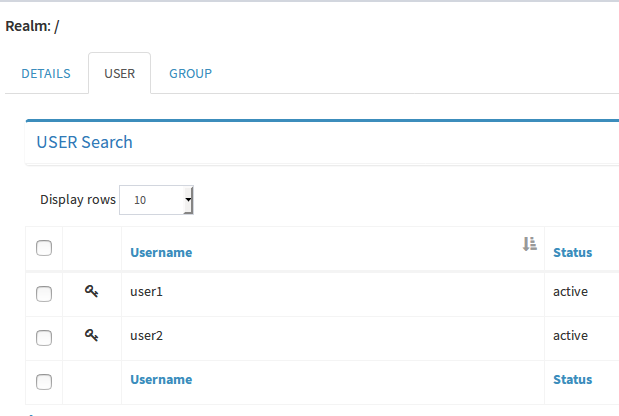 Realm: /
DETAILS USER GROUP
USER Search
Display rows 10
Username Status
user1 active
user2 active
Username Status